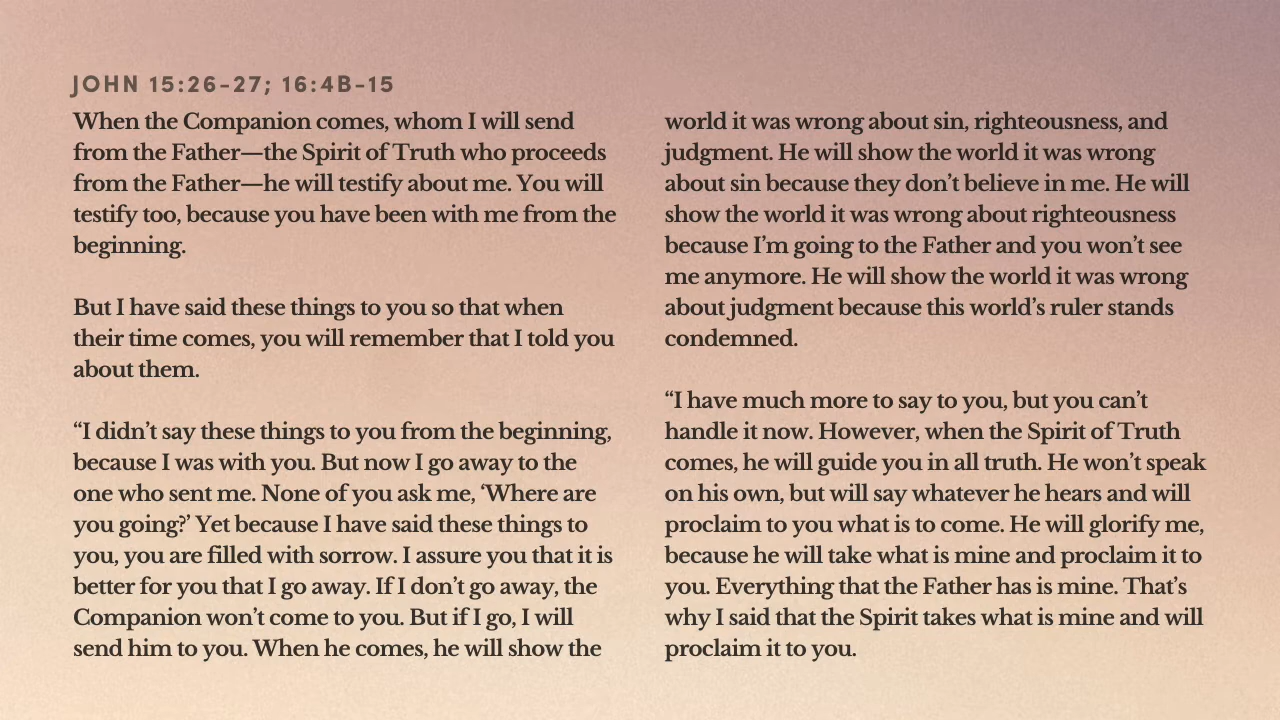 JOHN 15:26-27; 16:4B-15
When the Companion comes, whom I will send
from the Father—the Spirit of Truth who proceeds
from the Father—he will testify about me. You will
testify too, because you have been with me from the
beginning.
But I have said these things to you so that when
their time comes, you will remember that I told you
about them.
“I didn’t say these things to you from the beginning,
because I was with you. But now I go away to the
one who sent me. None of you ask me, ‘Where are
you going?’ Yet because I have said these things to
you, you are filled with sorrow. I assure you that it is
better for you that I go away. If I don’t go away, the
Companion won’t come to you. But if I go, I will
send him to you. When he comes, he will show the
world it was wrong about sin, righteousness, and
judgment. He will show the world it was wrong
about sin because they don’t believe in me. He will
show the world it was wrong about righteousness
because I’m going to the Father and you won’t see
me anymore. He will show the world it was wrong
about judgment because this world’s ruler stands
condemned.
“I have much more to say to you, but you can’t
handle it now. However, when the Spirit of Truth
comes, he will guide you in all truth. He won’t speak
on his own, but will say whatever he hears and will
proclaim to you what is to come. He will glorify me,
because he will take what is mine and proclaim it to
you. Everything that the Father has is mine. That’s
why I said that the Spirit takes what is mine and will
proclaim it to you.